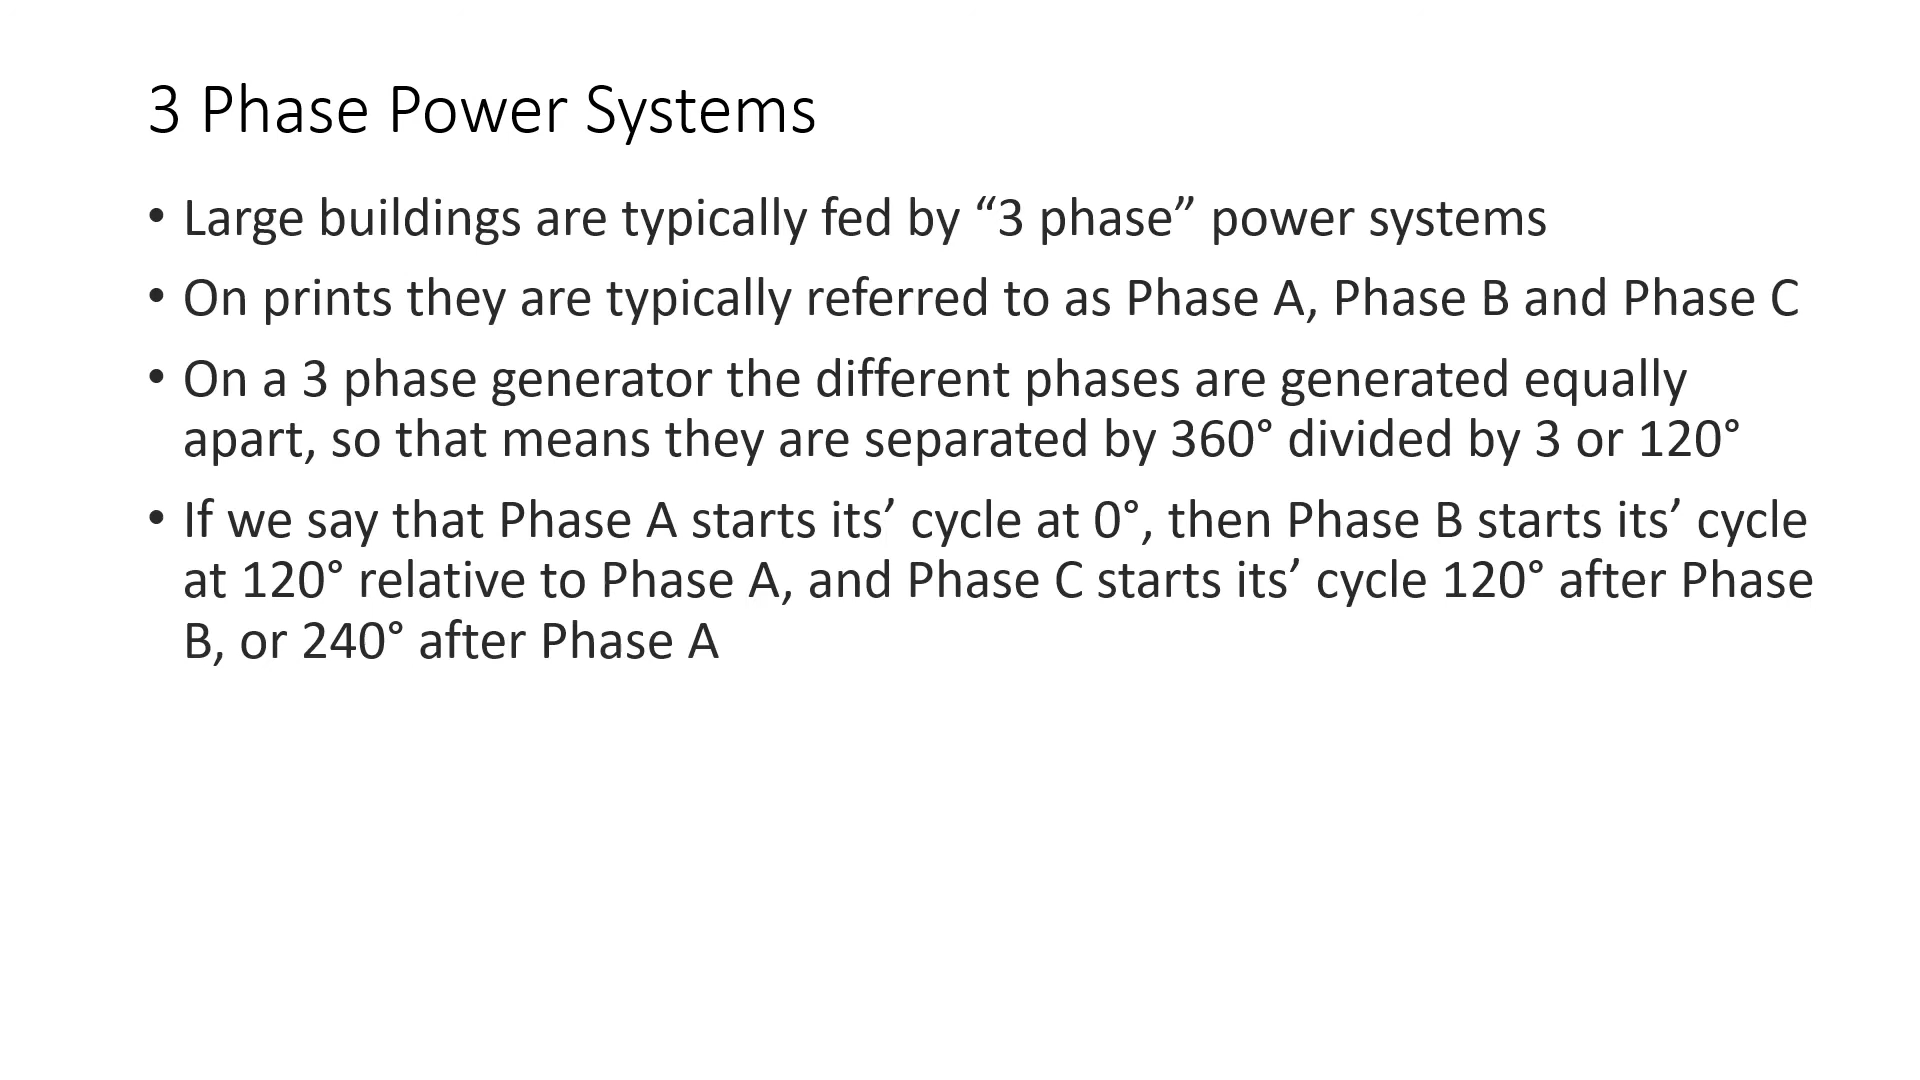 3 Phase Power Systems
• Large buildings are typically fed by “3 phase” power systems
• On prints they are typically referred to as Phase A, Phase B and Phase C
• On a 3 phase generator the different phases are generated equally
apart, so that means they are separated by 360° divided by 3 or 120°
• If we say that Phase A starts its’ cycle at 0°, then Phase B starts its’ cycle
at 120° relative to Phase A, and Phase C starts its’ cycle 120° after Phase
B, or 240° after Phase A